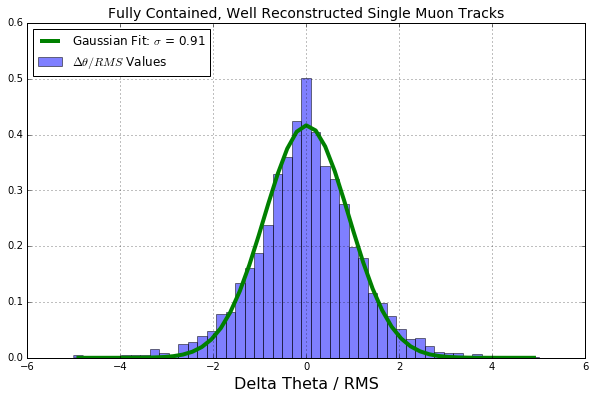 Fully Contained, Well Reconstructed Single Muon Tracks
0.6
0.5
0.4
0.3
0.2
0.1
0.0
Gaussian Fit: σ = 0.91
Δθ/RMS Values
−6 −4 −2 0 2 4 6
Delta Theta / RMS